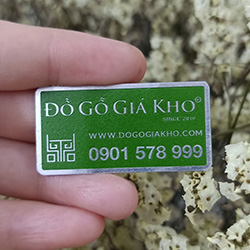 ĐỒ GỖ GIÁ KHO©
SINCE 2010
WWW.DOGOGIAKHO.COM
0901 578 999